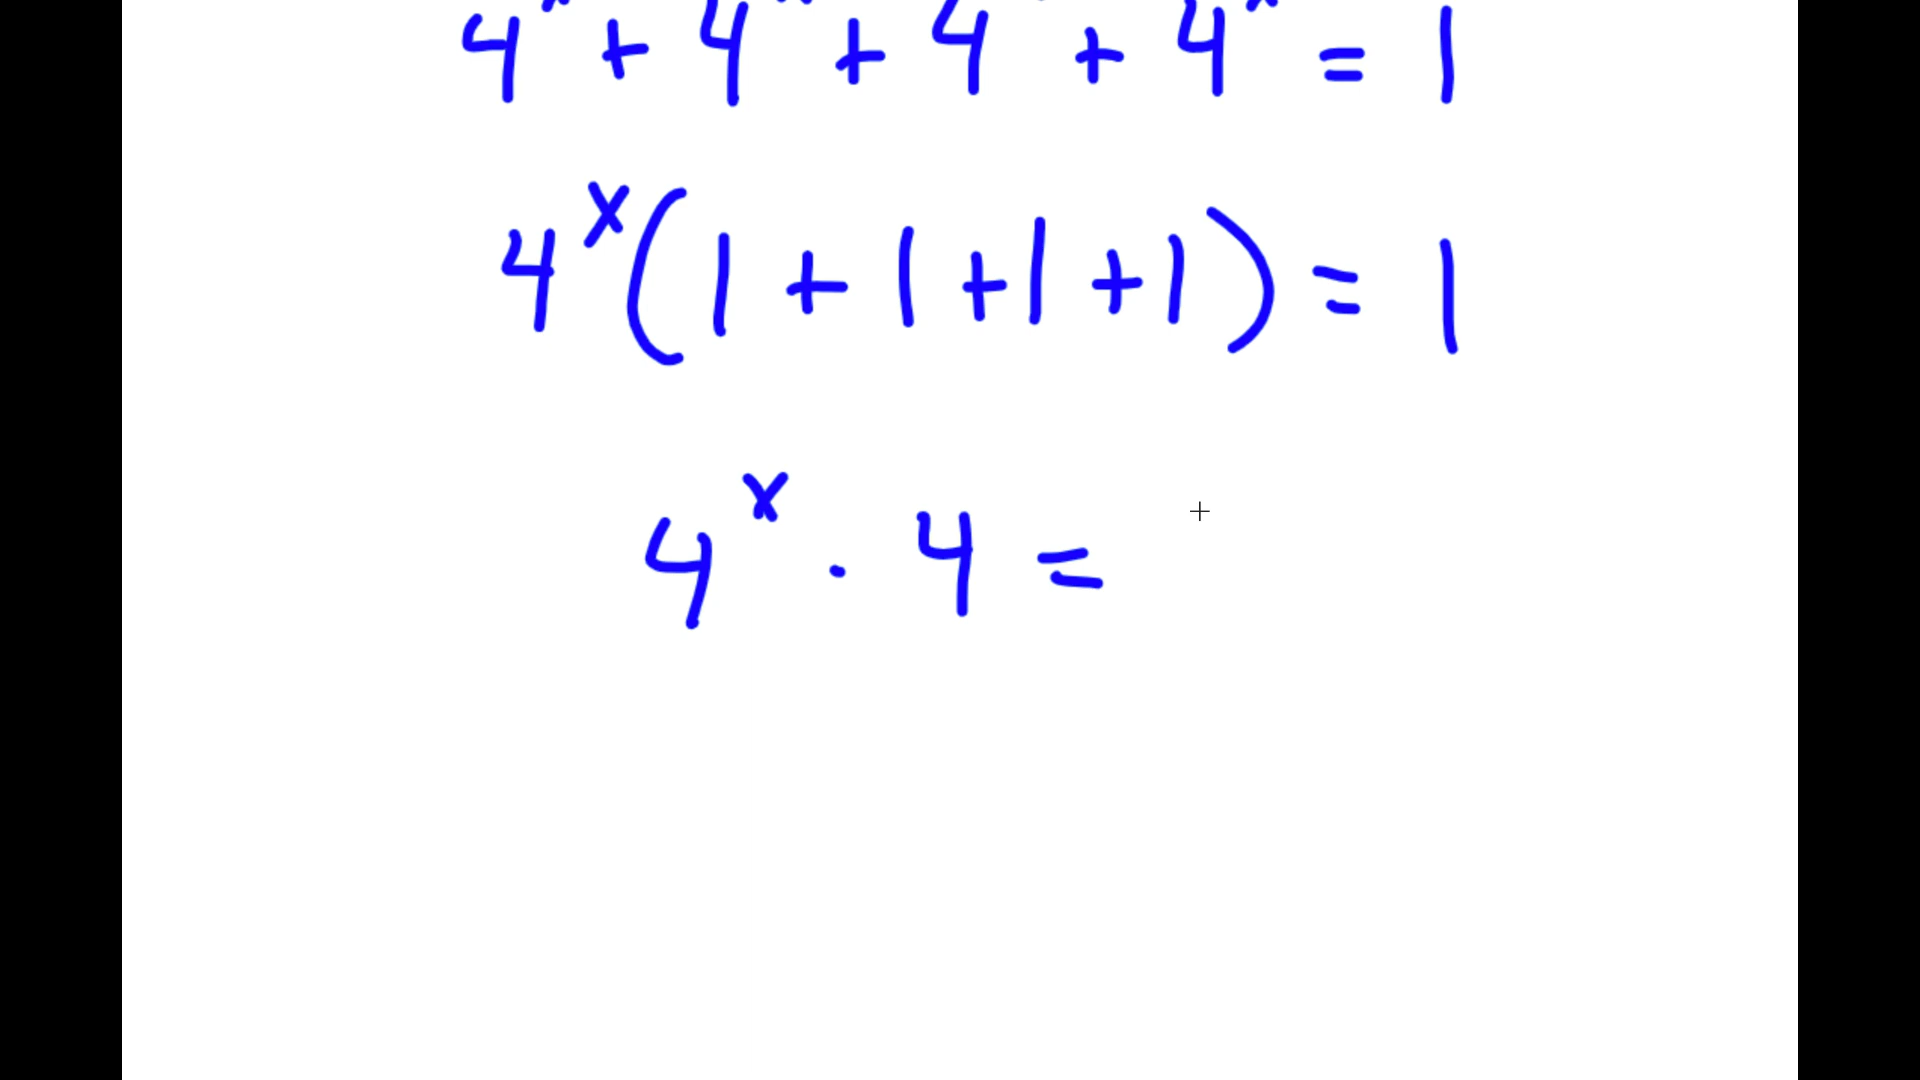 4^x + 4^x + 4^x + 4^x = 1
4^x (1 + 1 + 1 + 1) = 1
4^x · 4 =